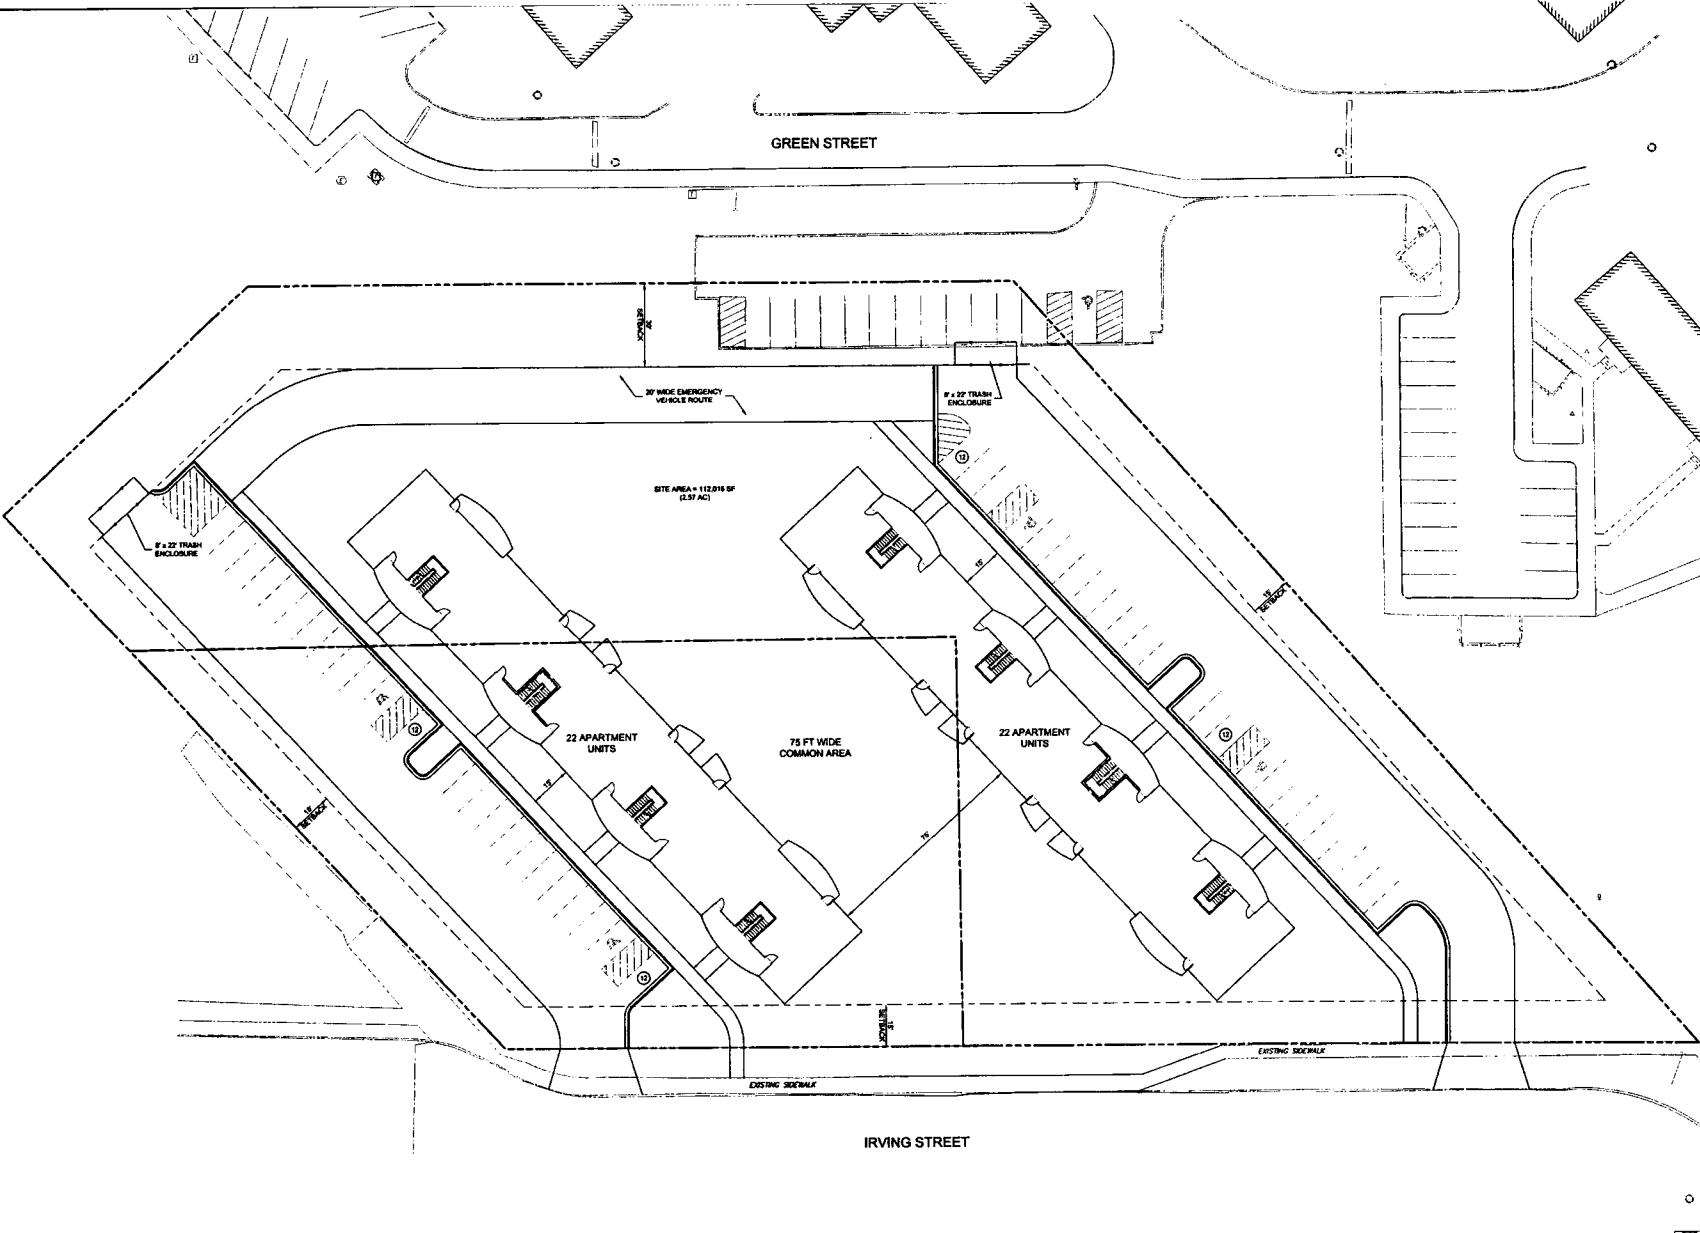 GREEN STREET
30'
SETBACK
20' WIDE EMERGENCY
VEHICLE ROUTE
8' x 22' TRASH
ENCLOSURE
12
SITE AREA = 112,016 SF
(2.57 AC)
8' x 22' TRASH
ENCLOSURE
15'
15'
SETBACK
22 APARTMENT
UNITS
75 FT WIDE
COMMON AREA
22 APARTMENT
UNITS
12
12
15'
15'
SETBACK
75'
12
15'
SETBACK
EXISTING SIDEWALK
EXISTING SIDEWALK
IRVING STREET